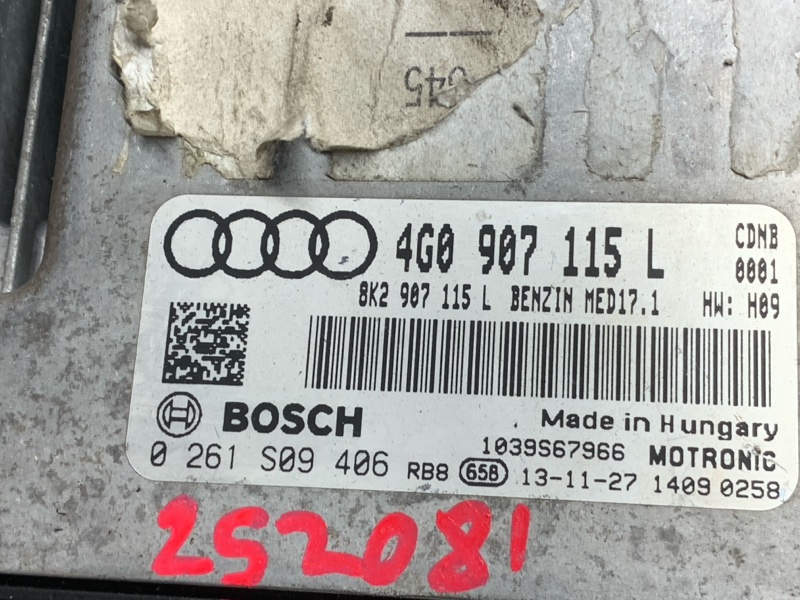 645
4G0 907 115 L CDNB
0001
8K2 907 115 L BENZIN MED17.1 HW: H09
BOSCH Made in Hungary
1039S67966 MOTRONIC
0 261 S09 406 RB8 658 13-11-27 1409 0258
252081